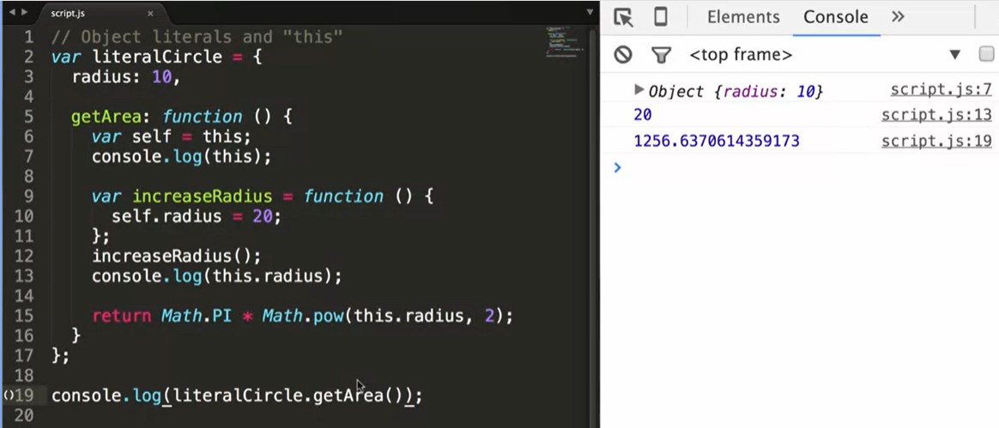 script.js
1 // Object literals and "this"
2 var literalCircle = {
3   radius: 10,
4
5   getArea: function () {
6     var self = this;
7     console.log(this);
8
9     var increaseRadius = function () {
10       self.radius = 20;
11     };
12     increaseRadius();
13     console.log(this.radius);
14
15     return Math.PI * Math.pow(this.radius, 2);
16   }
17 };
18
19 console.log(literalCircle.getArea());
20
Elements Console
<top frame>
Object {radius: 10} script.js:7
20 script.js:13
1256.6370614359173 script.js:19